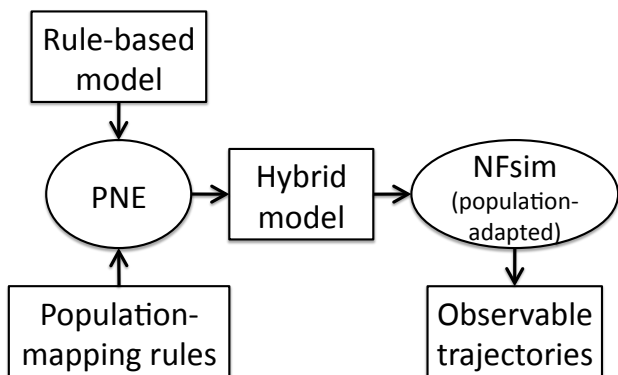 Rule-based
model
PNE
Hybrid
model
NFsim
(population-
adapted)
Population-
mapping rules
Observable
trajectories